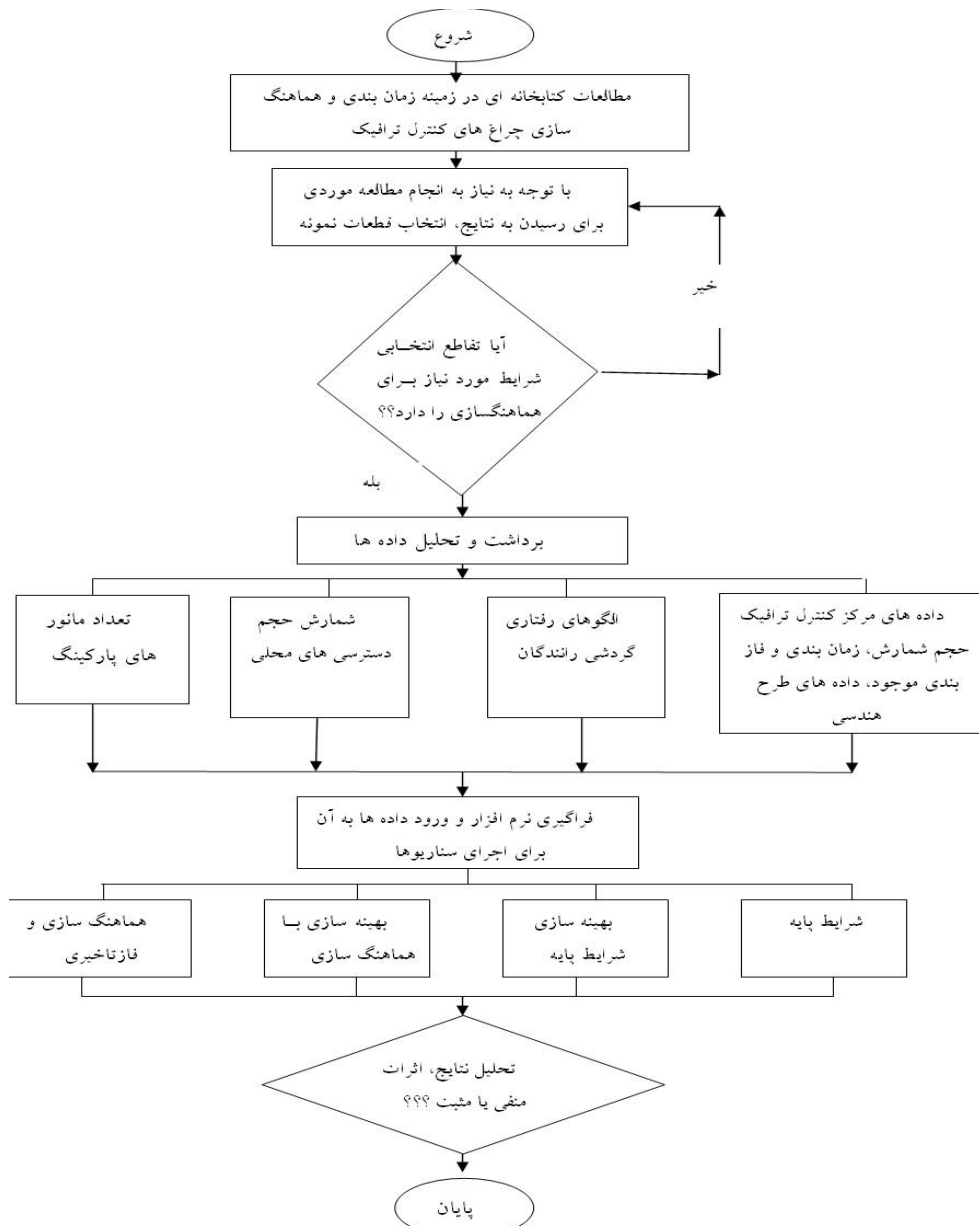 شروع
مطالعات کتابخانه ای در زمینه زمان بندی و هماهنگ
سازی چراغ های کنترل ترافیک
با توجه به نیاز به انجام مطالعه موردی
برای رسیدن به نتایج، انتخاب قطعات نمونه
خیر
آیا تقاطع انتخـابی
شرایط مورد نیاز بـرای
هماهنگسازی را دارد؟؟
بله
برداشت و تحلیل داده ها
داده های مرکز کنترل ترافیک
حجم شمارش، زمان بندی و فاز
بندی موجود، داده های طرح
هندسی
الگوهای رفتاری
گردشی رانندگان
شمارش حجم
دسترسی های محلی
تعداد مانور
های پارکینگ
فراگیری نرم افزار و ورود داده ها به آن
برای اجرای سناریوها
شرایط پایه
بهینه سازی
شرایط پایه
بهینه سازی بـا
هماهنگ سازی
هماهنگ سازی و
فازتاخیری
تحلیل نتایج، اثرات
منفی یا مثبت ؟؟؟
پایان